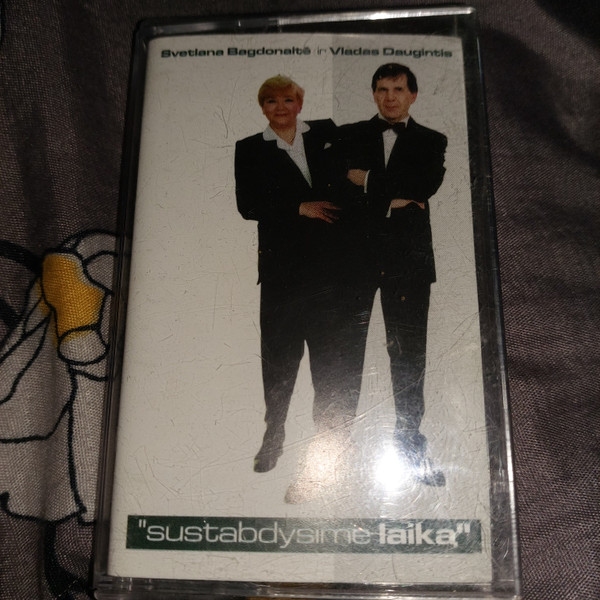 Svetlana Bagdonaitė ir Vladas Daugintis
"sustabdysime laiką"